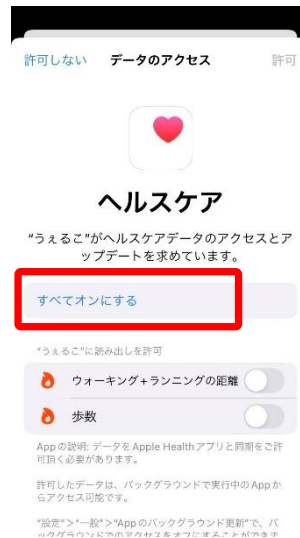 許可しない データのアクセス 許可
ヘルスケア
“うぇるこ”がヘルスケアデータのアクセスとア
ップデートを求めています。
すべてオンにする
“うぇるこ”に読み出しを許可
ウォーキング+ランニングの距離
歩数
Appの説明: データをApple Healthアプリと同期をご許
可頂く必要があります。
許可したデータは、バックグラウンドで実行中のAppか
らアクセス可能です。
“設定”>“一般”>“Appのバックグラウンド更新”で、バ
ックグラウンドでのアクセスをオフにすることができま